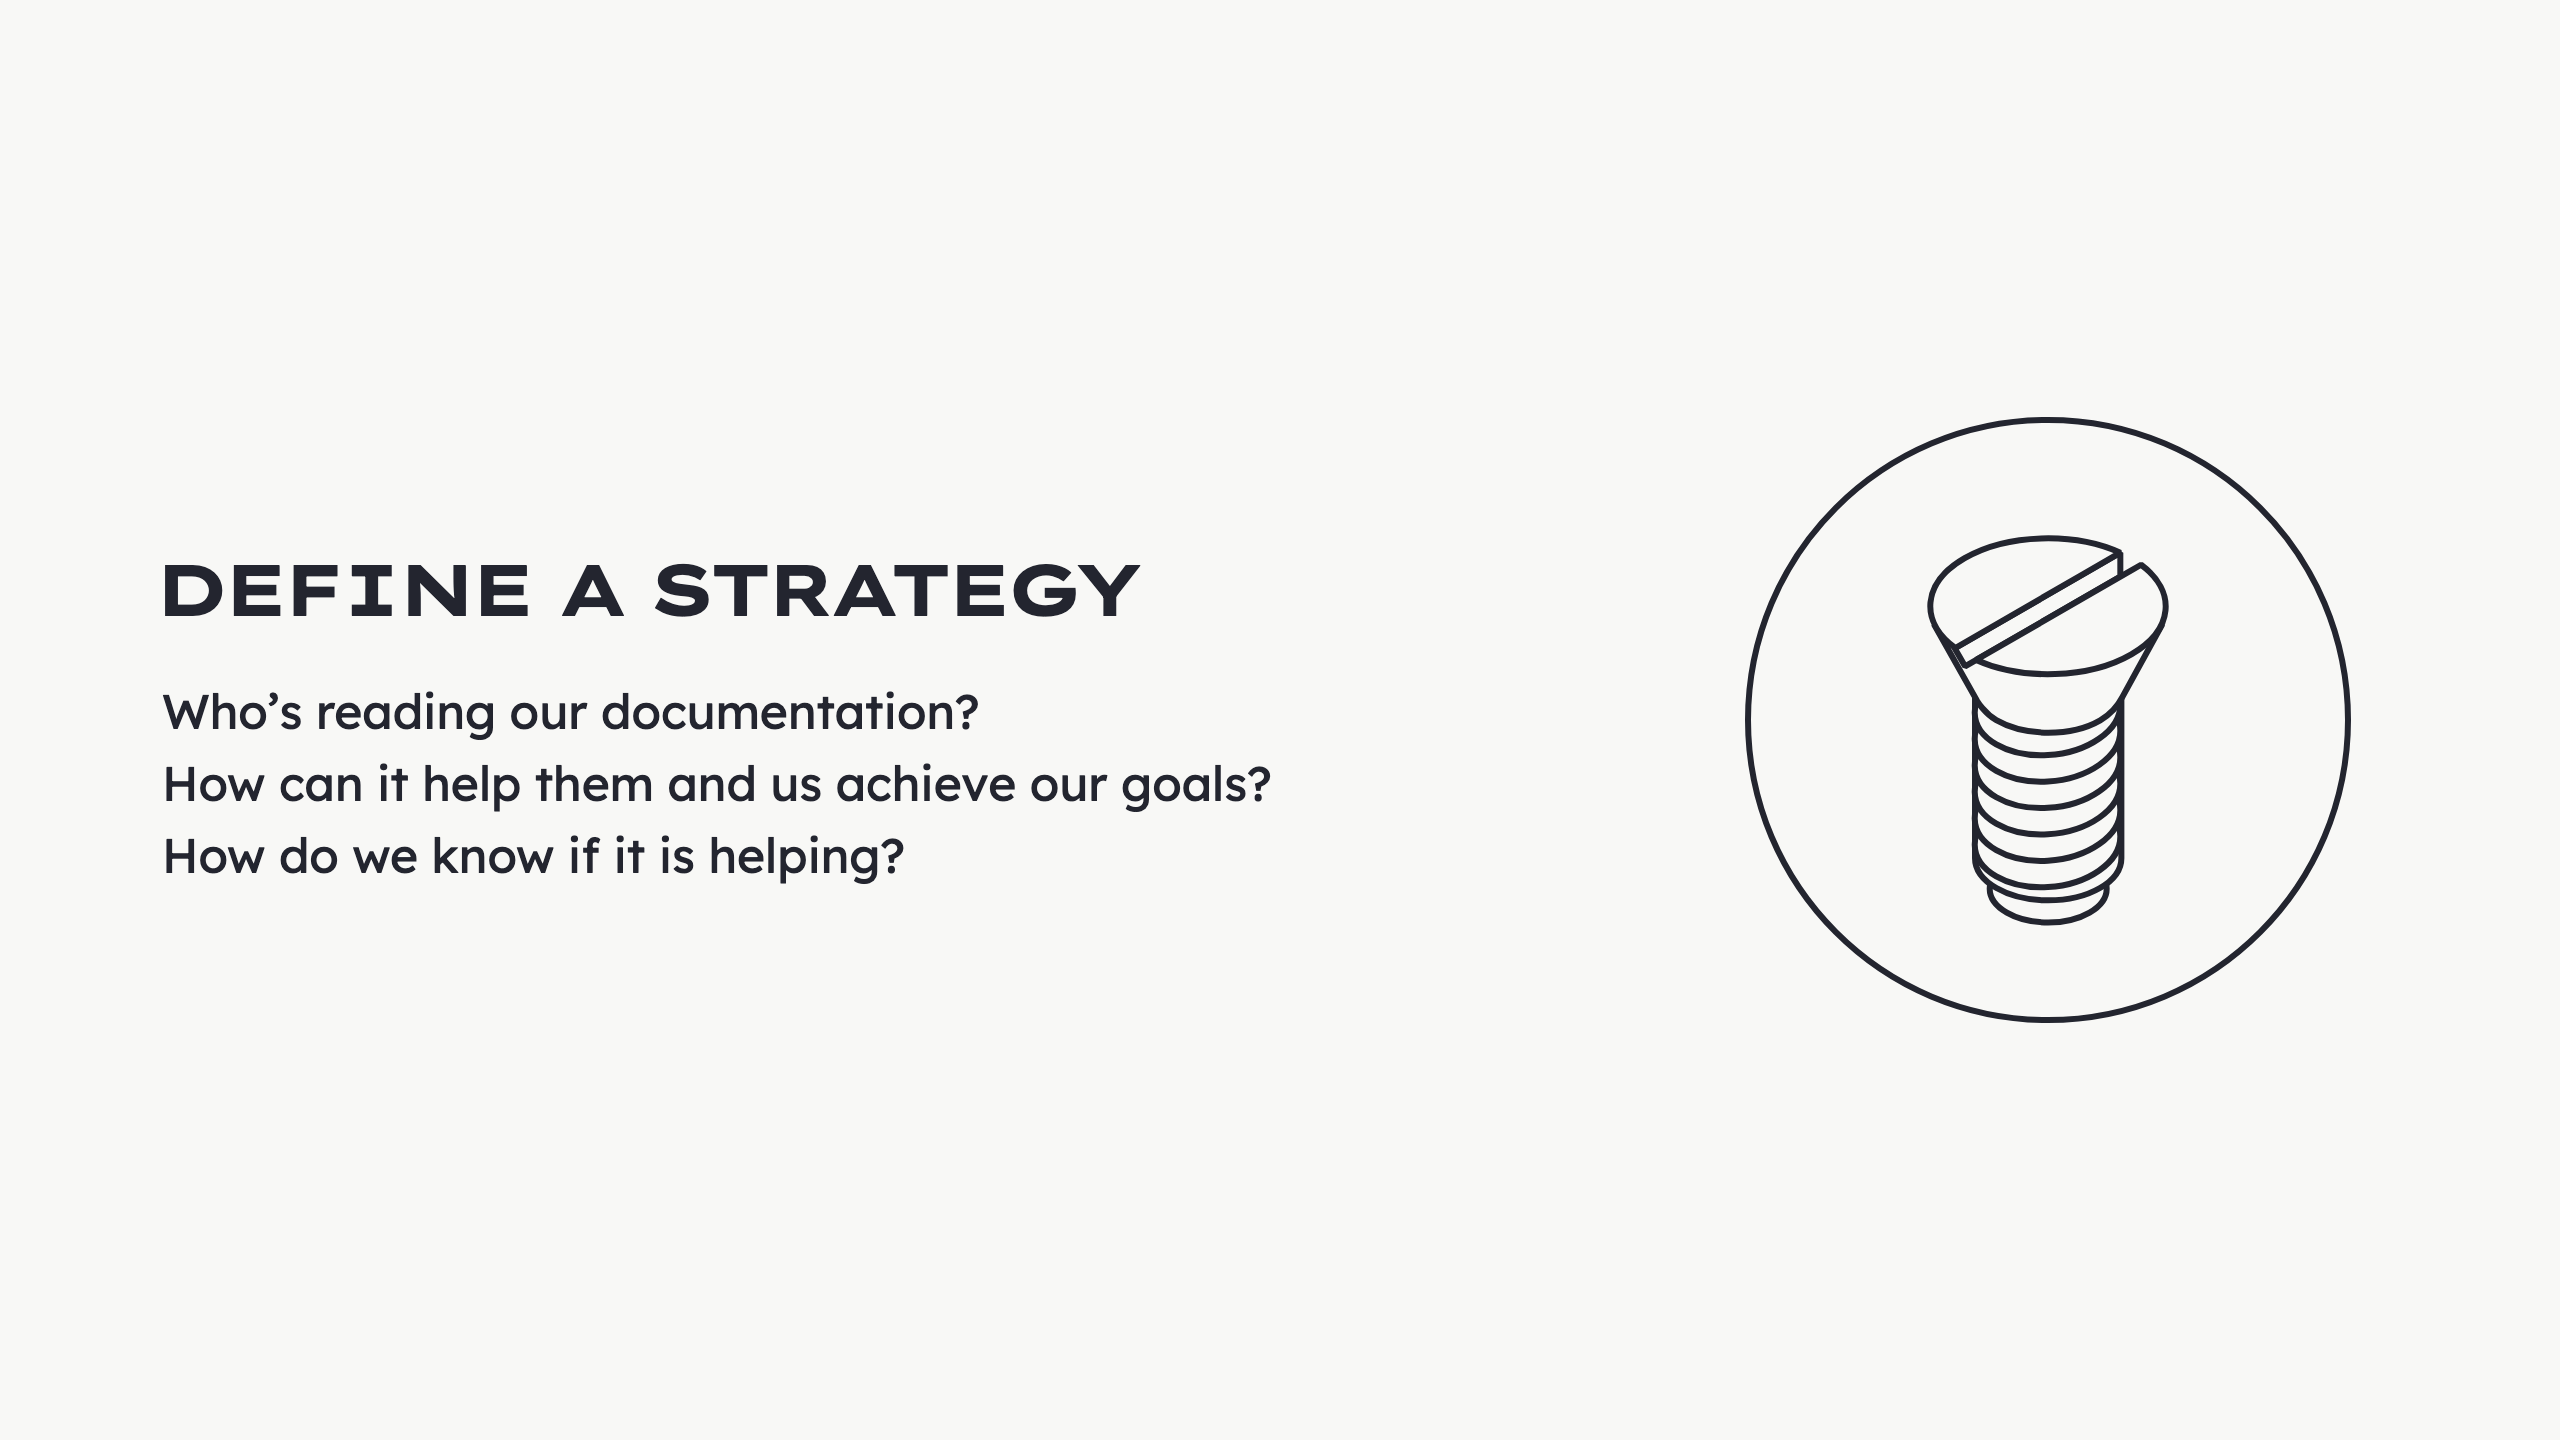 DEFINE A STRATEGY
Who’s reading our documentation?
How can it help them and us achieve our goals?
How do we know if it is helping?